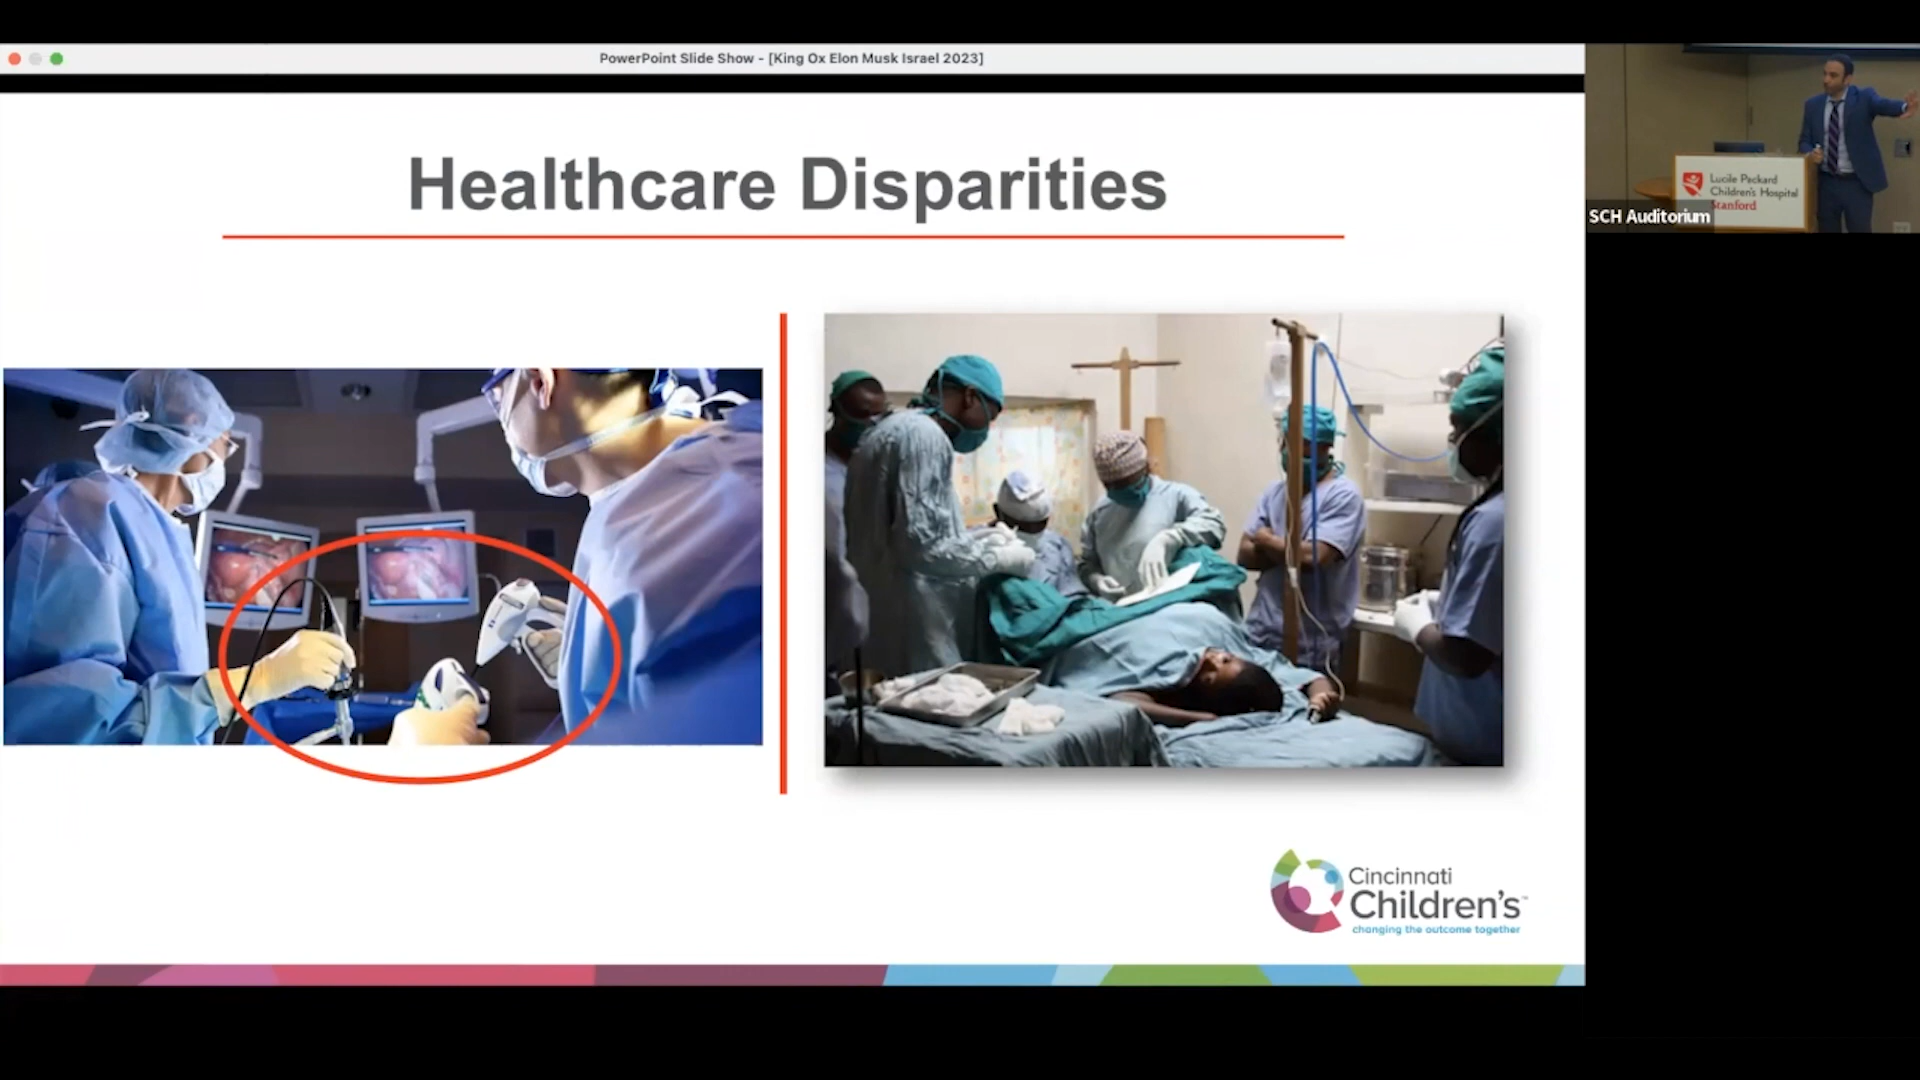 PowerPoint Slide Show - [King Ox Elon Musk Israel 2023]
Healthcare Disparities
Lucile Packard
Children's Hospital
Stanford
SCH Auditorium
Cincinnati
Children's™
changing the outcome together